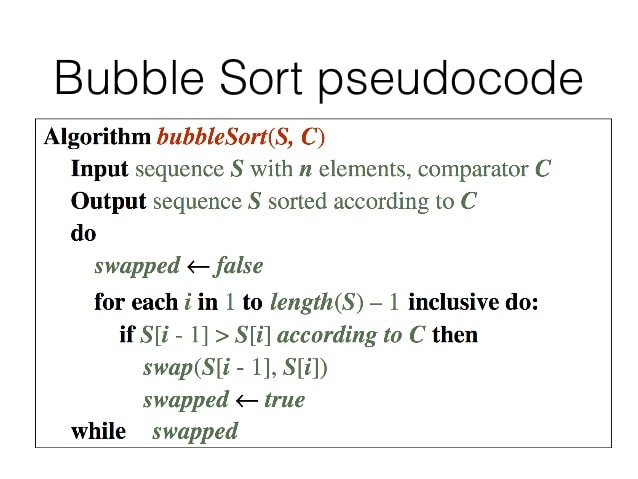 Bubble Sort pseudocode
Algorithm bubbleSort(S, C)
Input sequence S with n elements, comparator C
Output sequence S sorted according to C
do
swapped ← false
for each i in 1 to length(S) – 1 inclusive do:
if S[i - 1] > S[i] according to C then
swap(S[i - 1], S[i])
swapped ← true
while swapped